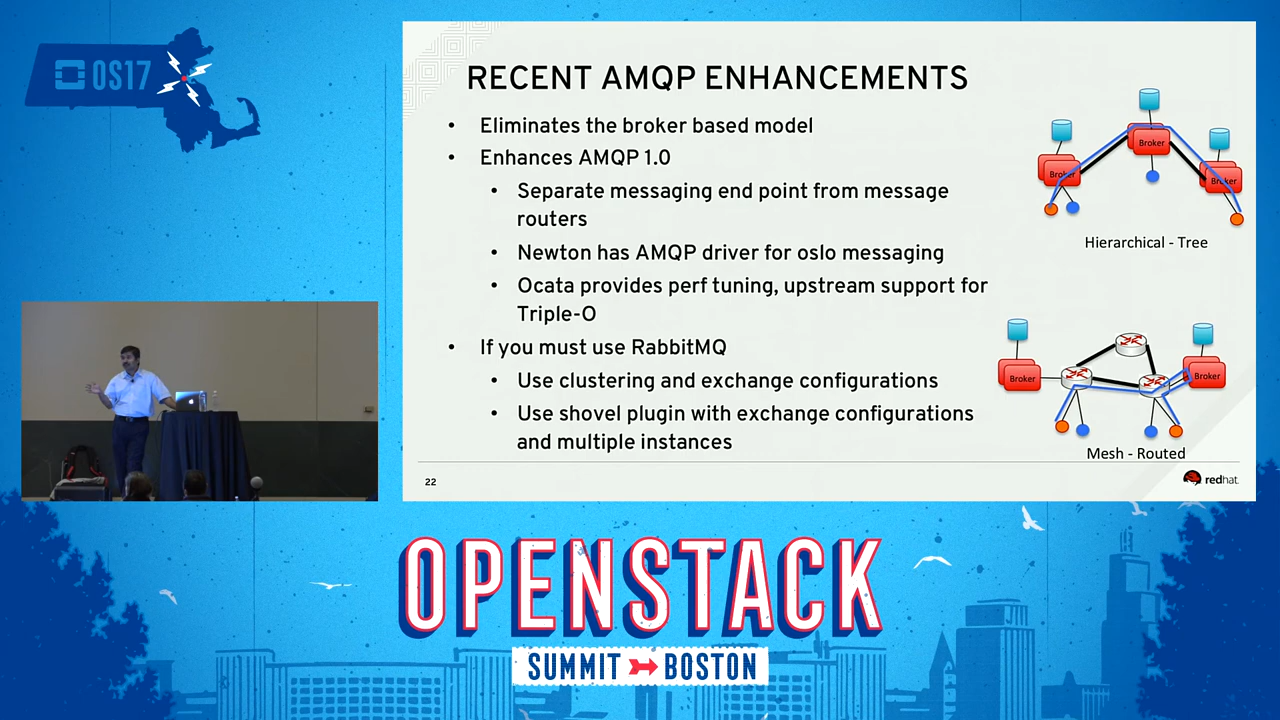 OS17
RECENT AMQP ENHANCEMENTS
• Eliminates the broker based model
• Enhances AMQP 1.0
• Separate messaging end point from message
routers
• Newton has AMQP driver for oslo messaging
• Ocata provides perf tuning, upstream support for
Triple-O
• If you must use RabbitMQ
• Use clustering and exchange configurations
• Use shovel plugin with exchange configurations
and multiple instances
Broker
Broker
Broker
Hierarchical - Tree
Broker
Broker
Mesh - Routed
22
redhat
OPENSTACK
SUMMIT BOSTON